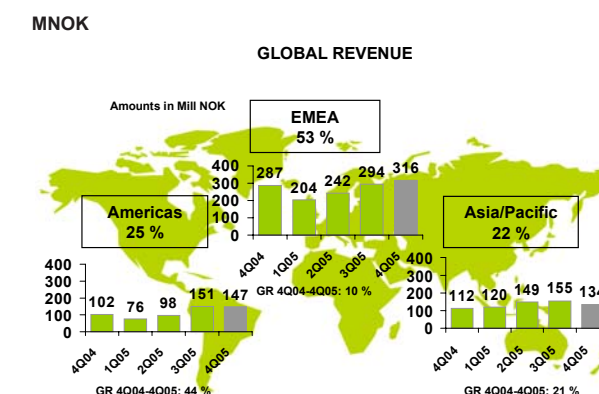 MNOK
GLOBAL REVENUE
Amounts in Mill NOK
EMEA
53 %
400
300
200
100
0
287
204
242
294
316
4Q04
1Q05
2Q05
3Q05
4Q05
GR 4Q04-4Q05: 10 %
Americas
25 %
400
300
200
100
0
102
76
98
151
147
4Q04
1Q05
2Q05
3Q05
4Q05
GR 4Q04-4Q05: 44 %
Asia/Pacific
22 %
400
300
200
100
0
112
120
149
155
134
4Q04
1Q05
2Q05
3Q05
4Q05
GR 4Q04-4Q05: 21 %